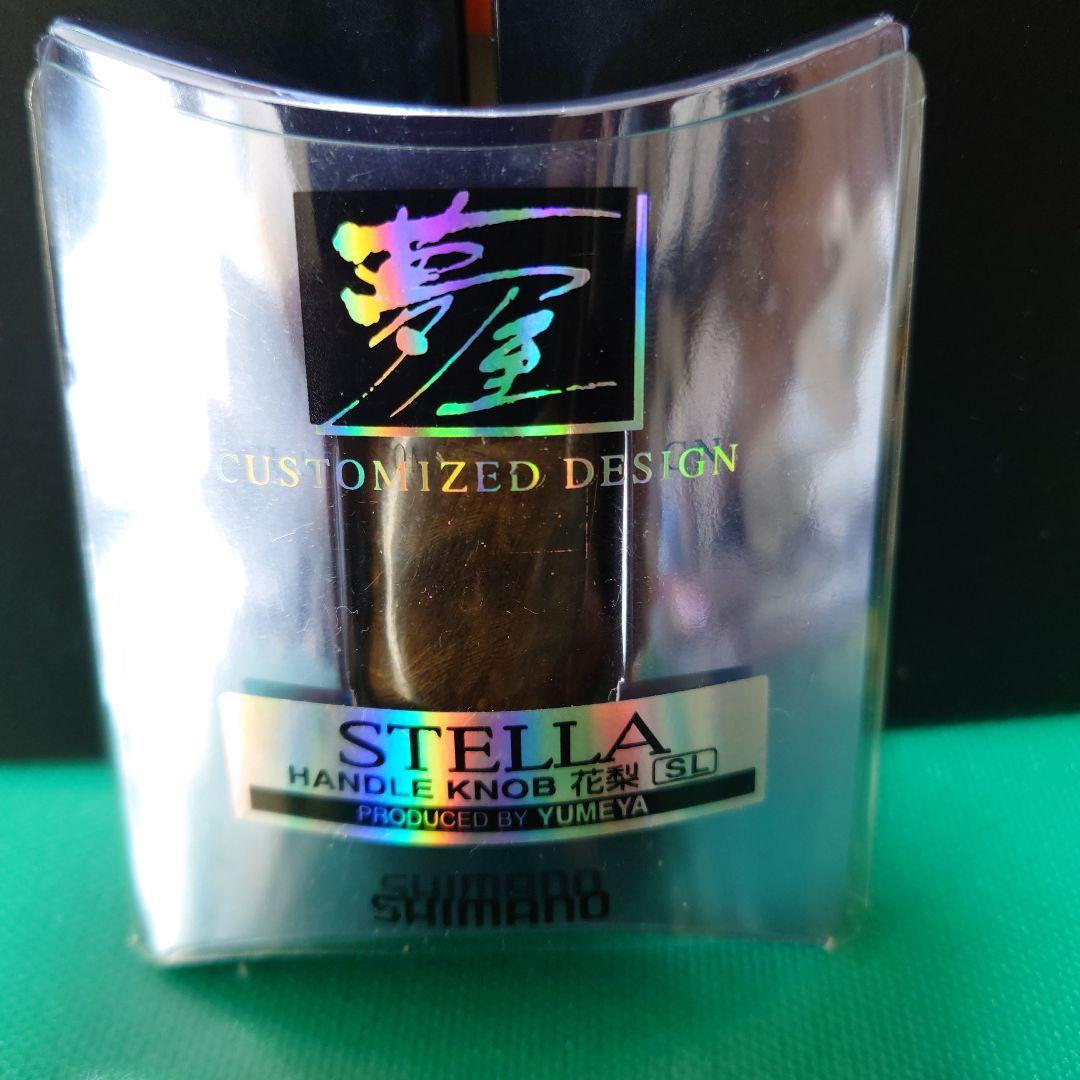 夢屋
CUSTOMIZED DESIGN
STELLA
HANDLE KNOB 花梨 SL
PRODUCED BY YUMEYA
SHIMANO